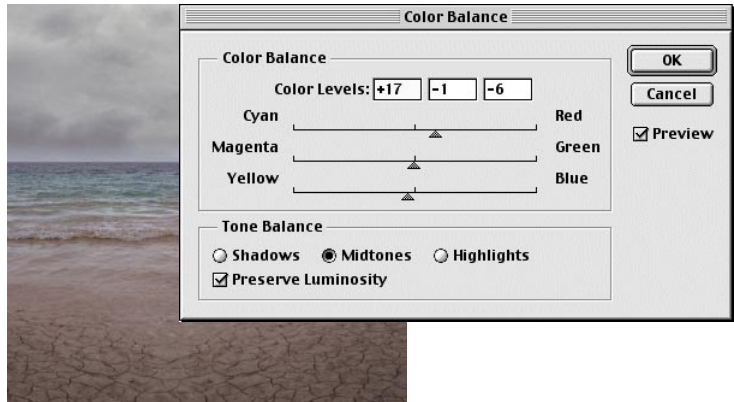 Color Balance
Color Balance
Color Levels: +17 -1 -6
Cyan Red
Magenta Green
Yellow Blue
Tone Balance
Shadows Midtones Highlights
Preserve Luminosity
OK
Cancel
Preview